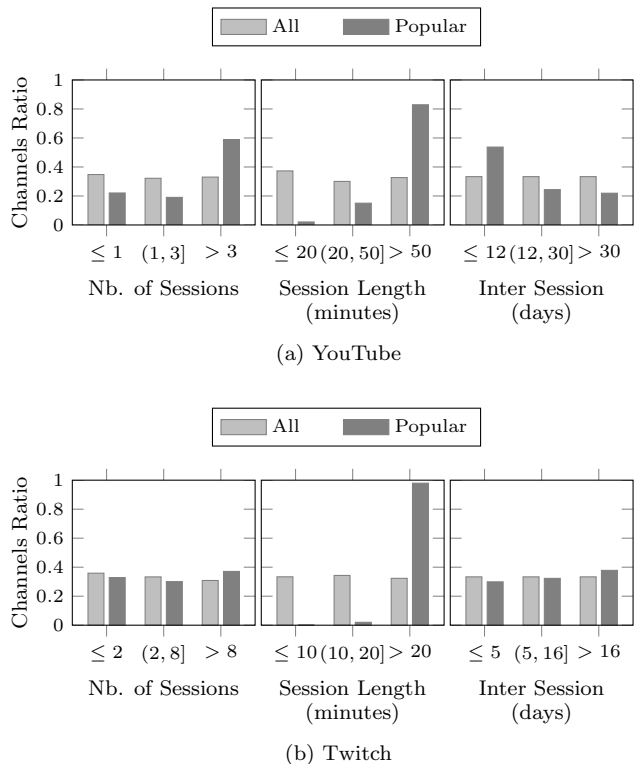 All Popular
1
0.8
0.6
0.4
0.2
0
Channels Ratio
≤ 1 (1, 3] > 3 ≤ 20 (20, 50] > 50 ≤ 12 (12, 30] > 30
Nb. of Sessions Session Length Inter Session
(minutes) (days)
(a) YouTube
All Popular
1
0.8
0.6
0.4
0.2
0
Channels Ratio
≤ 2 (2, 8] > 8 ≤ 10 (10, 20] > 20 ≤ 5 (5, 16] > 16
Nb. of Sessions Session Length Inter Session
(minutes) (days)
(b) Twitch